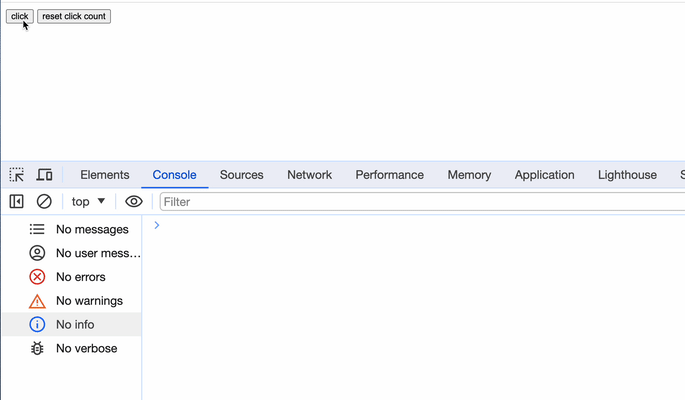 click reset click count
Elements Console Sources Network Performance Memory Application Lighthouse S
top Filter
No messages
No user mess...
No errors
No warnings
No info
No verbose